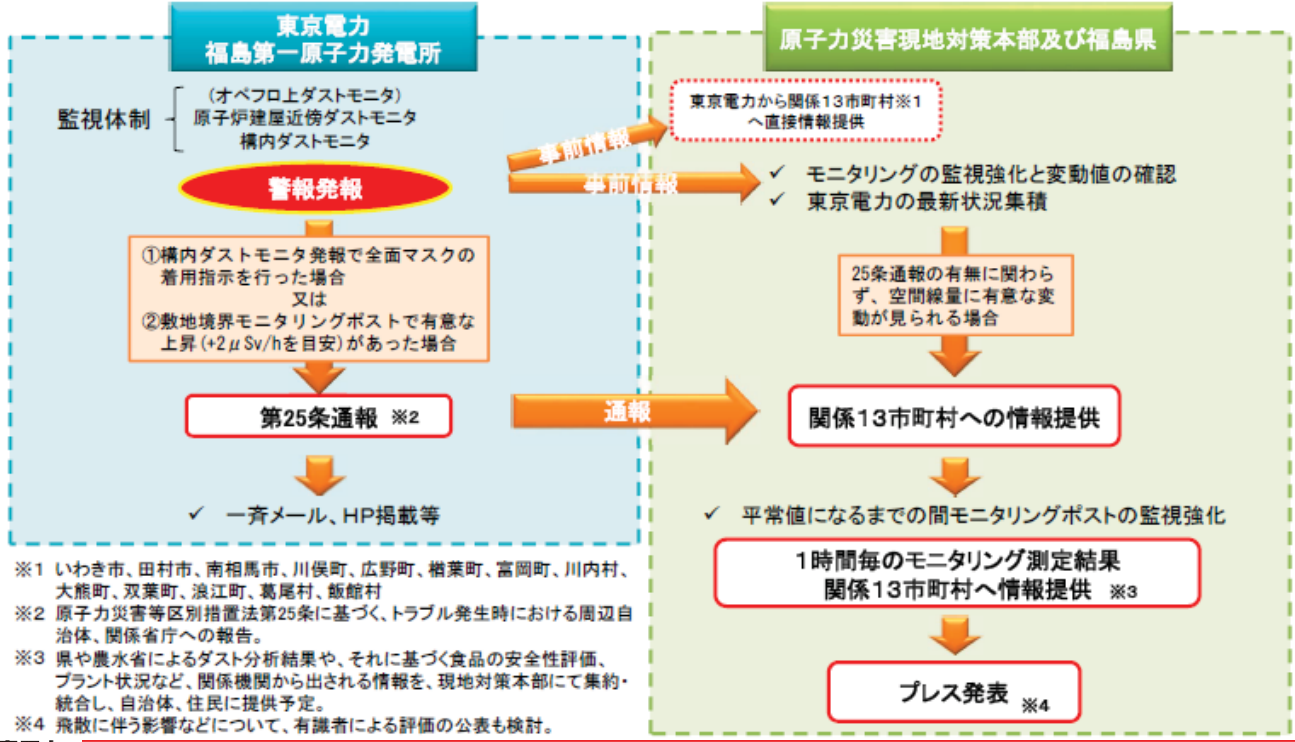 東京電力
福島第一原子力発電所
監視体制
(オペフロ上ダストモニタ)
原子炉建屋近傍ダストモニタ
構内ダストモニタ
警報発報
①構内ダストモニタ発報で全面マスクの
着用指示を行った場合
又は
②敷地境界モニタリングポストで有意な
上昇(+2μSv/hを目安)があった場合
第25条通報 ※2
✓ 一斉メール、HP掲載等
事前情報
事前情報
通報
原子力災害現地対策本部及び福島県
東京電力から関係13市町村※1
へ直接情報提供
✓ モニタリングの監視強化と変動値の確認
✓ 東京電力の最新状況集積
25条通報の有無に関わら
ず、空間線量に有意な変
動が見られる場合
関係13市町村への情報提供
✓ 平常値になるまでの間モニタリングポストの監視強化
1時間毎のモニタリング測定結果
関係13市町村へ情報提供 ※3
プレス発表 ※4
※1 いわき市、田村市、南相馬市、川俣町、広野町、楢葉町、富岡町、川内村、
大熊町、双葉町、浪江町、葛尾村、飯館村
※2 原子力災害等区別措置法第25条に基づく、トラブル発生時における周辺自
治体、関係省庁への報告。
※3 県や農水省によるダスト分析結果や、それに基づく食品の安全性評価、
プラント状況など、関係機関から出される情報を、現地対策本部にて集約・
統合し、自治体、住民に提供予定。
※4 飛散に伴う影響などについて、有識者による評価の公表も検討。